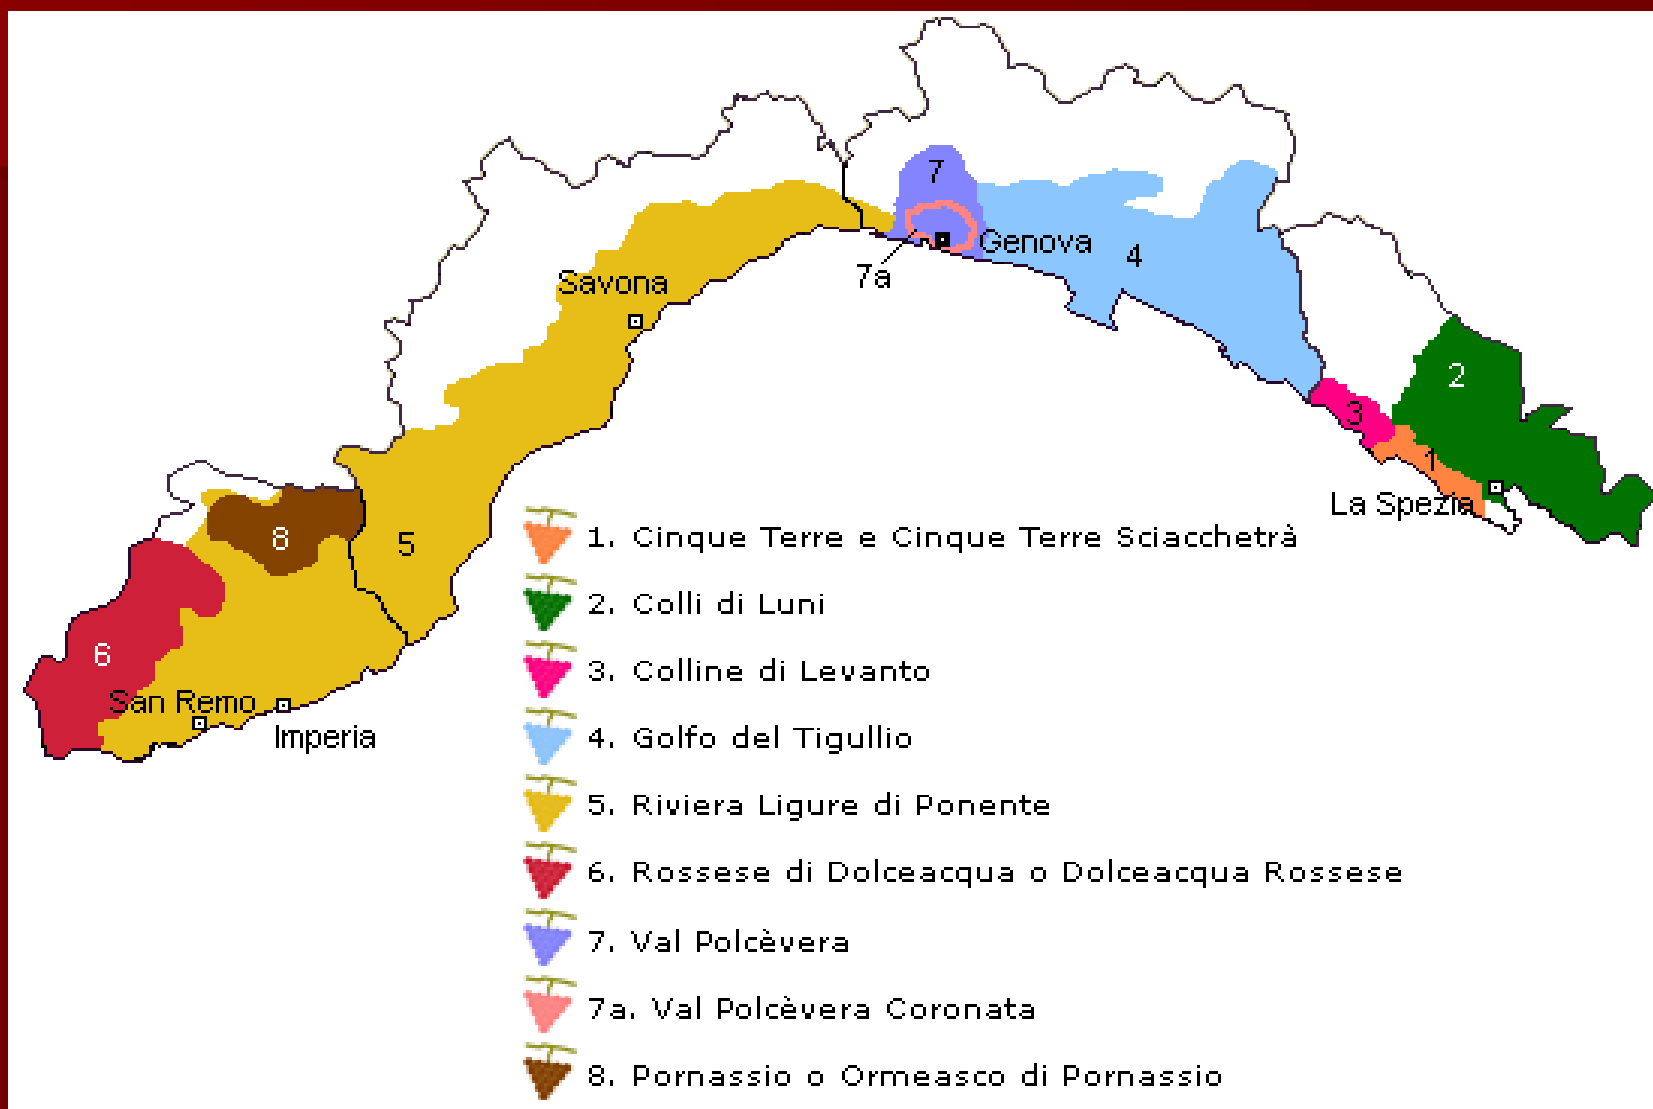 7
Genova
4
7a
Savona
2
3
1
La Spezia
8
5
6
San Remo
Imperia
1. Cinque Terre e Cinque Terre Sciacchetrà
2. Colli di Luni
3. Colline di Levanto
4. Golfo del Tigullio
5. Riviera Ligure di Ponente
6. Rossese di Dolceacqua o Dolceacqua Rossese
7. Val Polcèvera
7a. Val Polcèvera Coronata
8. Pornassio o Ormeasco di Pornassio